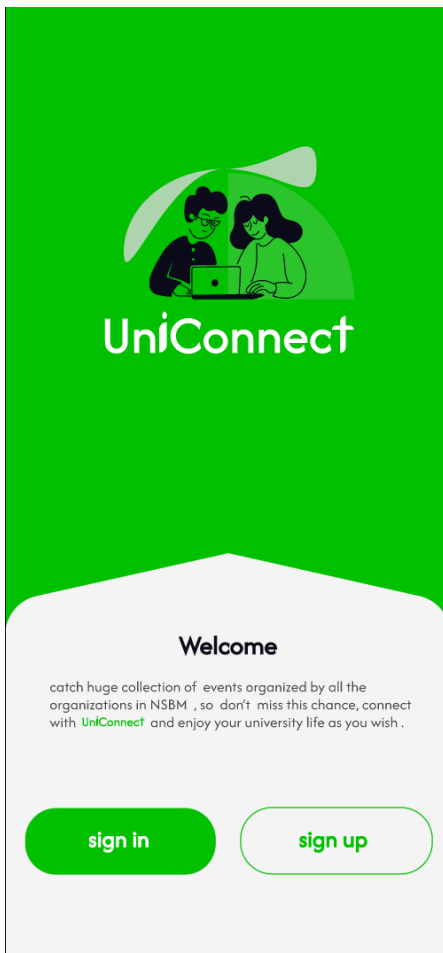 UniConnect
Welcome
catch huge collection of events organized by all the
organizations in NSBM , so don't miss this chance, connect
with UniConnect and enjoy your university life as you wish .
sign in
sign up